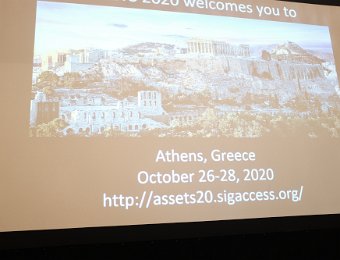 2020 welcomes you to
Athens, Greece
October 26-28, 2020
http://assets20.sigaccess.org/